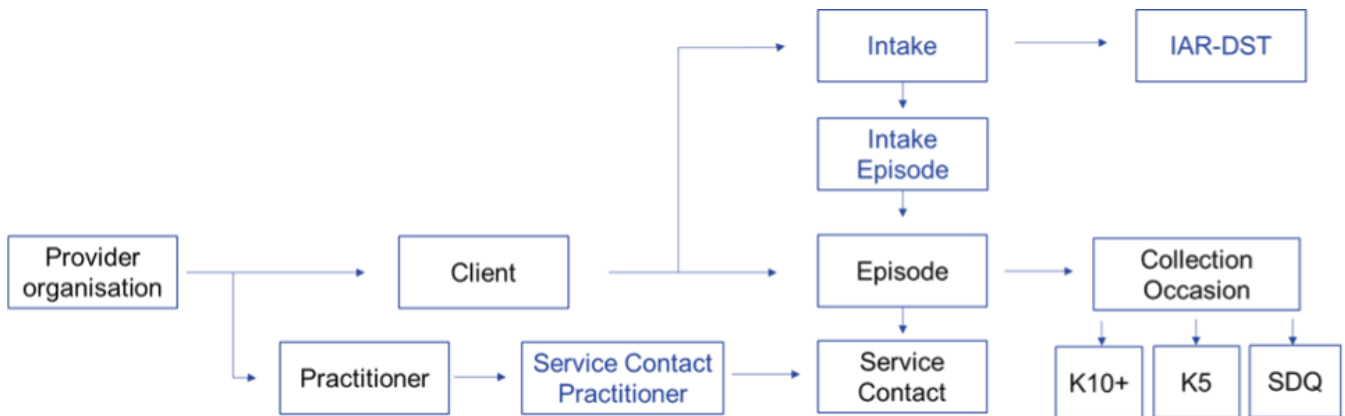 Intake
IAR-DST
Intake
Episode
Provider
organisation
Client
Episode
Collection
Occasion
Practitioner
Service Contact
Practitioner
Service
Contact
K10+
K5
SDQ